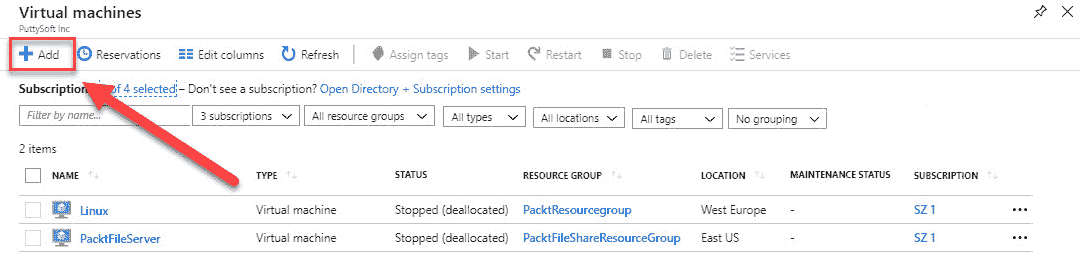 Virtual machines
PuttySoft Inc
Add Reservations Edit columns Refresh Assign tags Start Restart Stop Delete Services
Subscription of 4 selected – Don't see a subscription? Open Directory + Subscription settings
Filter by name... 3 subscriptions All resource groups All types All locations All tags No grouping
2 items
NAME TYPE STATUS RESOURCE GROUP LOCATION MAINTENANCE STATUS SUBSCRIPTION
Linux Virtual machine Stopped (deallocated) PacktResourcegroup West Europe - SZ 1
PacktFileServer Virtual machine Stopped (deallocated) PacktFileShareResourceGroup East US - SZ 1